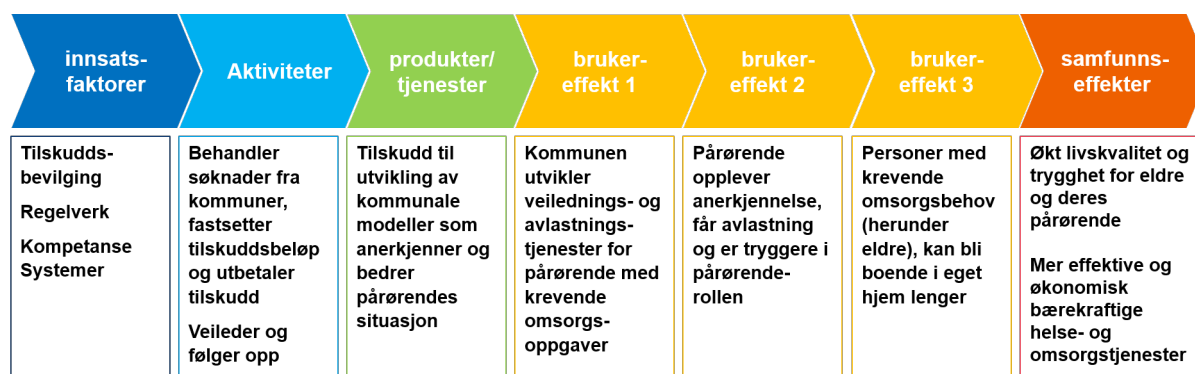 innsats-
faktorer
Aktiviteter
produkter/
tjenester
bruker-
effekt 1
bruker-
effekt 2
bruker-
effekt 3
samfunns-
effekter
Tilskudds-
bevilging
Regelverk
Kompetanse
Systemer
Behandler
søknader fra
kommuner,
fastsetter
tilskuddsbeløp
og utbetaler
tilskudd
Veileder og
følger opp
Tilskudd til
utvikling av
kommunale
modeller som
anerkjenner og
bedrer
pårørendes
situasjon
Kommunen
utvikler
veilednings- og
avlastnings-
tjenester for
pårørende med
krevende
omsorgs-
oppgaver
Pårørende
opplever
anerkjennelse,
får avlastning
og er tryggere i
pårørende-
rollen
Personer med
krevende
omsorgsbehov
(herunder
eldre), kan bli
boende i eget
hjem lenger
Økt livskvalitet og
trygghet for eldre
og deres
pårørende
Mer effektive og
økonomisk
bærekraftige
helse- og
omsorgstjenester